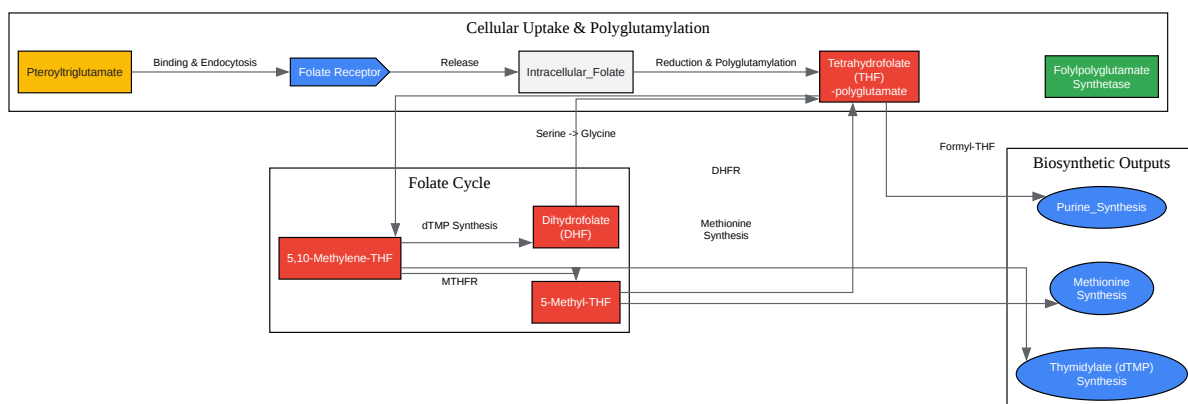 Cellular Uptake & Polyglutamylation
Pteroyltriglutamate
Binding & Endocytosis
Folate Receptor
Release
Intracellular_Folate
Reduction & Polyglutamylation
Tetrahydrofolate
(THF)
-polyglutamate
Folylpolyglutamate
Synthetase
Serine -> Glycine
Formyl-THF
DHFR
Methionine
Synthesis
Folate Cycle
dTMP Synthesis
Dihydrofolate
(DHF)
5,10-Methylene-THF
MTHFR
5-Methyl-THF
Biosynthetic Outputs
Purine_Synthesis
Methionine
Synthesis
Thymidylate (dTMP)
Synthesis